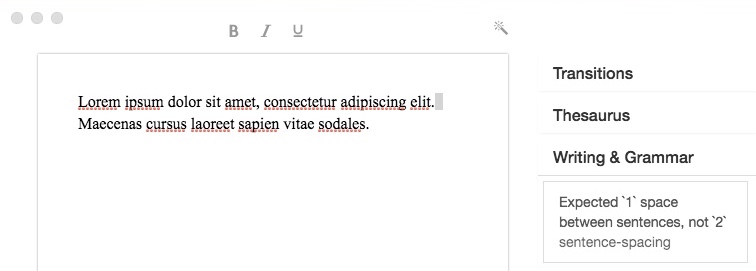 B I U
Transitions
Lorem ipsum dolor sit amet, consectetur adipiscing elit.
Maecenas cursus laoreet sapien vitae sodales.
Thesaurus
Writing & Grammar
Expected `1` space
between sentences, not `2`
sentence-spacing